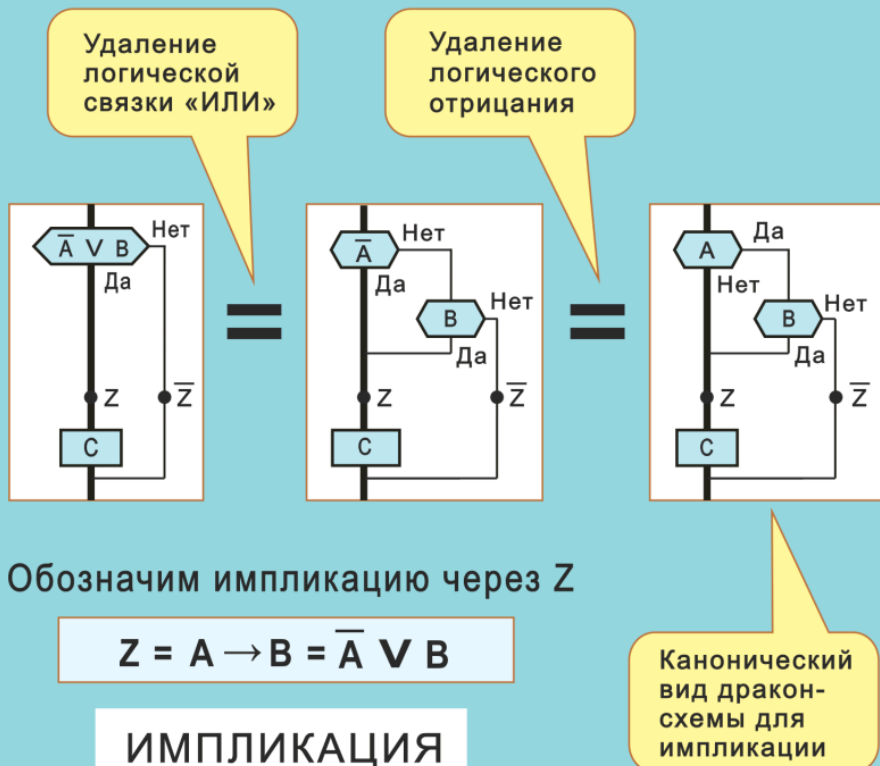 Удаление
логической
связки «ИЛИ»
Удаление
логического
отрицания
A̅ V B
Нет
Да
Z
Z̅
C
=
A̅
Нет
Да
B
Нет
Да
Z
Z̅
C
=
A
Да
Нет
B
Нет
Да
Z
Z̅
C
Обозначим импликацию через Z
Z = A → B = A̅ V B
ИМПЛИКАЦИЯ
Канонический
вид дракон-
схемы для
импликации